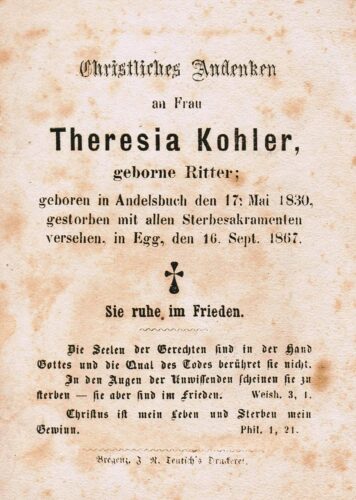 Christliches Andenken
an Frau
Theresia Kohler,
geborne Ritter;
geboren in Andelsbuch den 17. Mai 1830,
gestorben mit allen Sterbesakramenten
versehen, in Egg, den 16. Sept. 1867.
Sie ruhe im Frieden.
Die Seelen der Gerechten sind in der Hand
Gottes und die Qual des Todes berühret sie nicht.
In den Augen der Unwissenden scheinen sie zu
sterben — sie aber sind im Frieden. Weish. 3, 1.
Christus ist mein Leben und Sterben mein
Gewinn. Phil. 1, 21.
Bregenz, J. N. Teutsch's Druckerei.